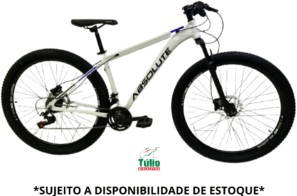 ABSOLUTE
Túlio
*SUJEITO A DISPONIBILIDADE DE ESTOQUE*